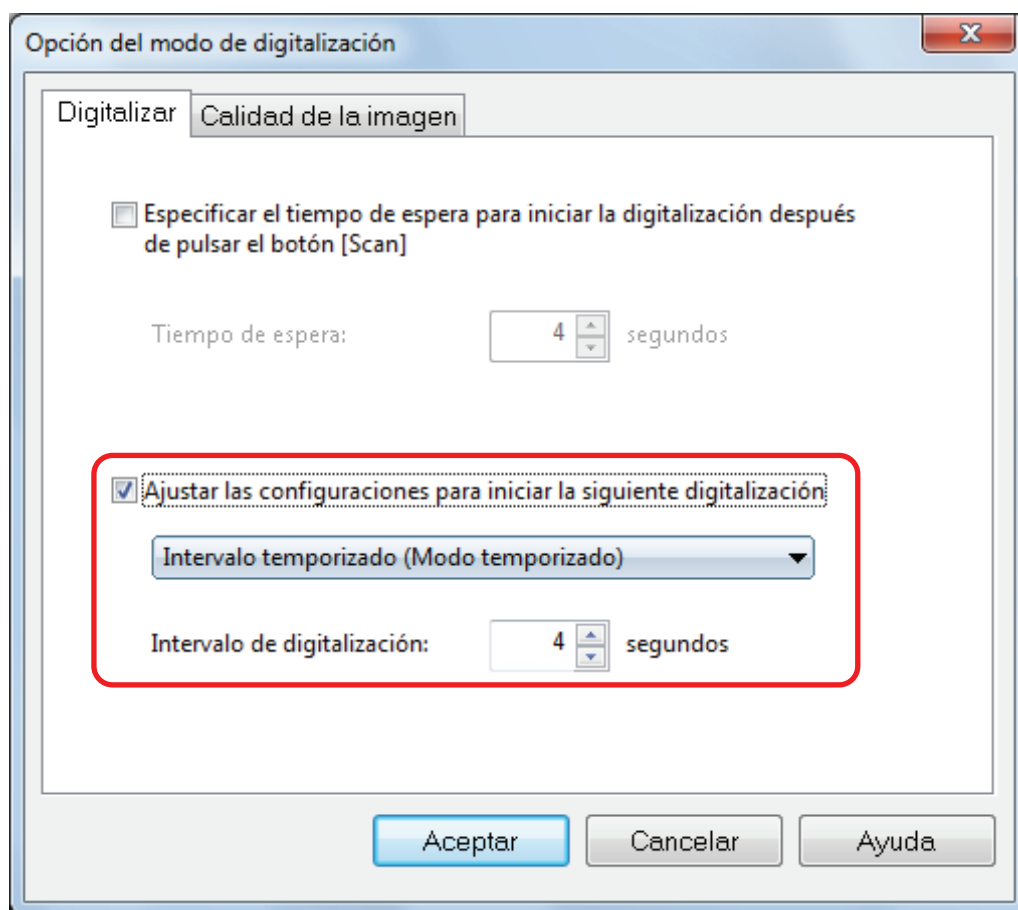 Opción del modo de digitalización
Digitalizar
Calidad de la imagen
Especificar el tiempo de espera para iniciar la digitalización después
de pulsar el botón [Scan]
Tiempo de espera: 4 segundos
Ajustar las configuraciones para iniciar la siguiente digitalización
Intervalo temporizado (Modo temporizado)
Intervalo de digitalización: 4 segundos
Aceptar
Cancelar
Ayuda